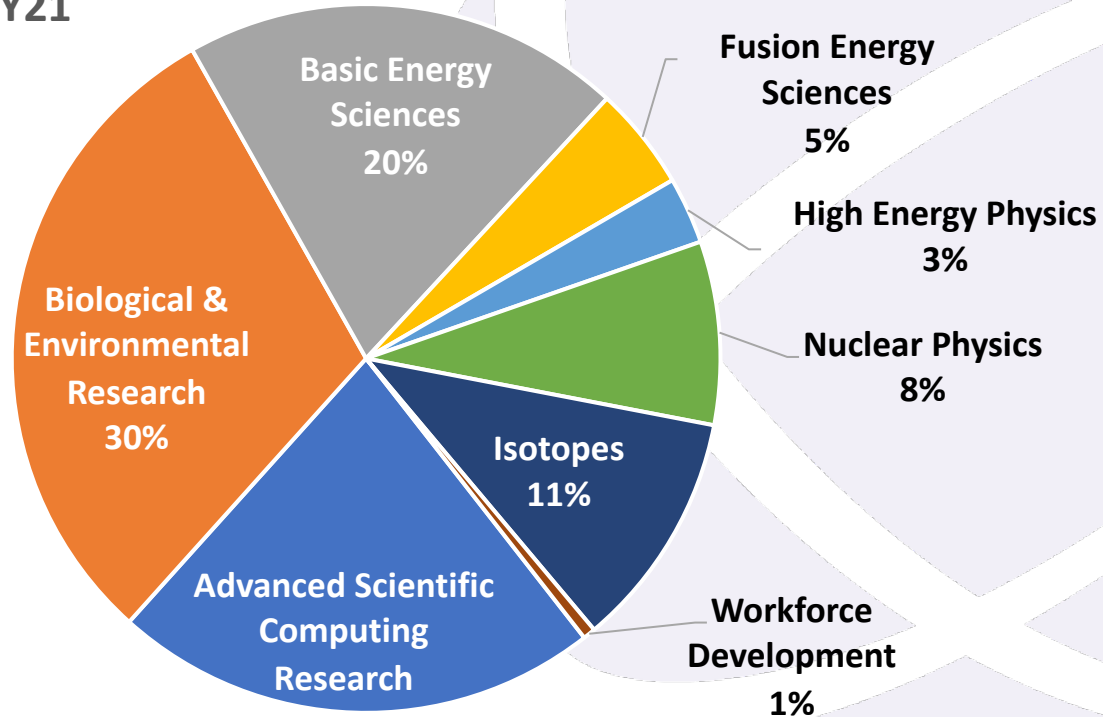 Y21
Basic Energy
Sciences
20%
Fusion Energy
Sciences
5%
High Energy Physics
3%
Nuclear Physics
8%
Isotopes
11%
Workforce
Development
1%
Advanced Scientific
Computing
Research
Biological &
Environmental
Research
30%